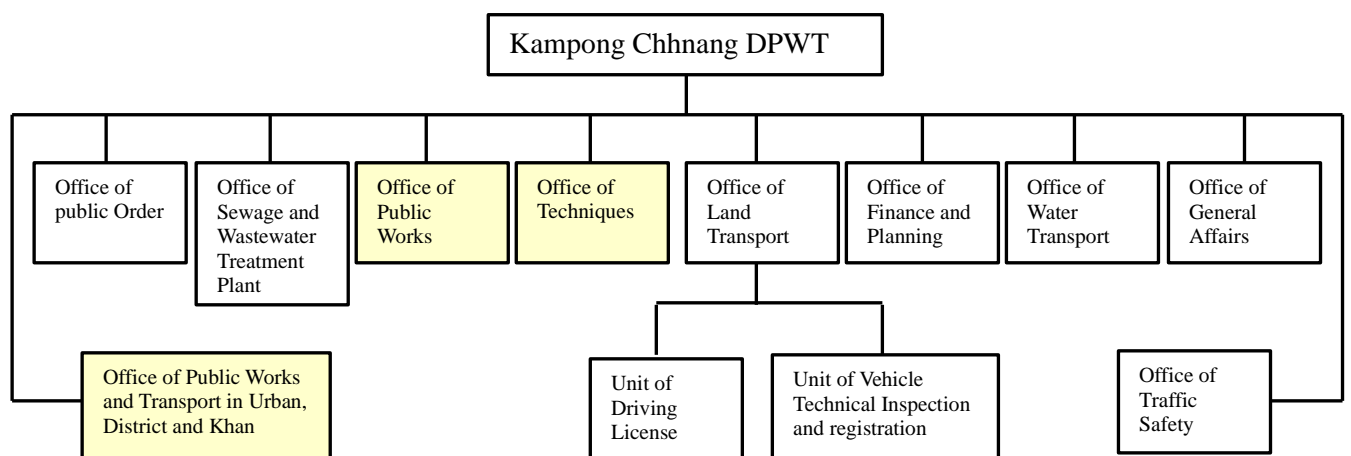 Kampong Chhnang DPWT
Office of
public Order
Office of
Sewage and
Wastewater
Treatment
Plant
Office of
Public
Works
Office of
Techniques
Office of
Land
Transport
Office of
Finance and
Planning
Office of
Water
Transport
Office of
General
Affairs
Office of Public Works
and Transport in Urban,
District and Khan
Unit of
Driving
License
Unit of Vehicle
Technical Inspection
and registration
Office of
Traffic
Safety